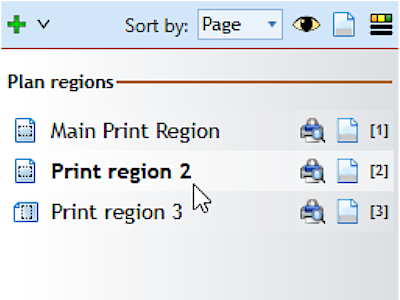 Sort by: Page
Plan regions
Main Print Region [1]
Print region 2 [2]
Print region 3 [3]